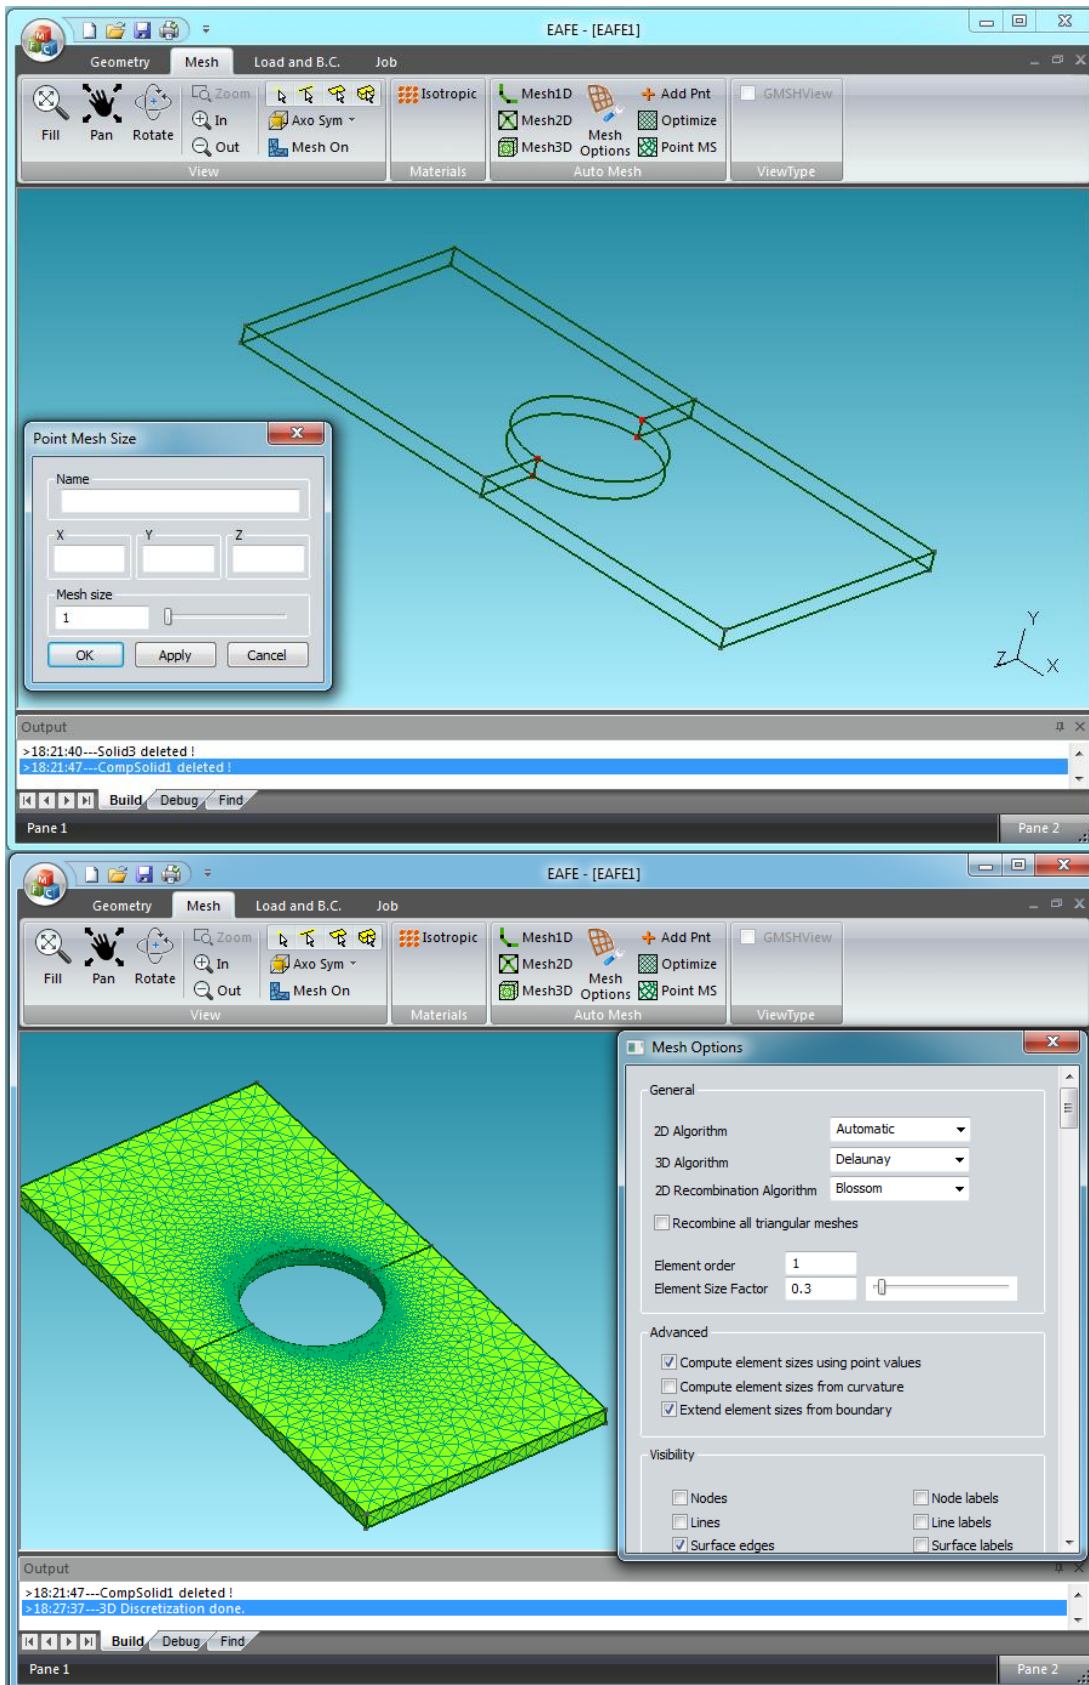 EAFE - [EAFE1]
Geometry Mesh Load and B.C. Job
Zoom Isotropic Mesh1D Add Pnt GMSHView
In Axo Sym Mesh2D Optimize
Fill Pan Rotate Out Mesh On Mesh3D Mesh Options Point MS
View Materials Auto Mesh ViewType
Point Mesh Size
Name
X Y Z
Mesh size
1
OK Apply Cancel
Y
Z X
Output
>18:21:40---Solid3 deleted !
>18:21:47---CompSolid1 deleted !
Build Debug Find
Pane 1 Pane 2
EAFE - [EAFE1]
Geometry Mesh Load and B.C. Job
Zoom Isotropic Mesh1D Add Pnt GMSHView
In Axo Sym Mesh2D Optimize
Fill Pan Rotate Out Mesh On Mesh3D Mesh Options Point MS
View Materials Auto Mesh ViewType
Mesh Options
General
2D Algorithm Automatic
3D Algorithm Delaunay
2D Recombination Algorithm Blossom
Recombine all triangular meshes
Element order 1
Element Size Factor 0.3
Advanced
Compute element sizes using point values
Compute element sizes from curvature
Extend element sizes from boundary
Visibility
Nodes Node labels
Lines Line labels
Surface edges Surface labels
Output
>18:21:47---CompSolid1 deleted !
>18:27:37---3D Discretization done.
Build Debug Find
Pane 1 Pane 2